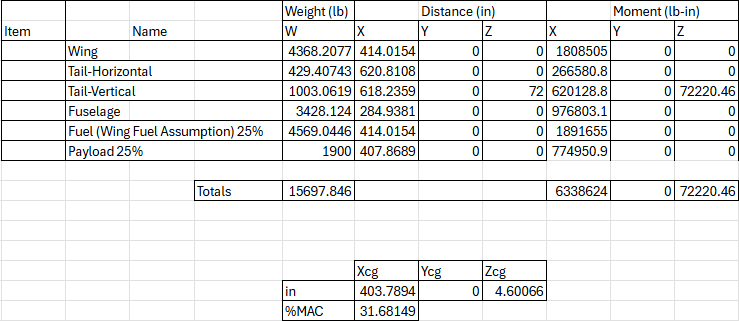 Weight (lb) Distance (in) Moment (lb-in)
Item Name W X Y Z X Y Z
Wing 4368.2077 414.0154 0 0 1808505 0 0
Tail-Horizontal 429.40743 620.8108 0 0 266580.8 0 0
Tail-Vertical 1003.0619 618.2359 0 72 620128.8 0 72220.46
Fuselage 3428.124 284.9381 0 0 976803.1 0 0
Fuel (Wing Fuel Assumption) 25% 4569.0446 414.0154 0 0 1891655 0 0
Payload 25% 1900 407.8689 0 0 774950.9 0 0
Totals 15697.846 6338624 0 72220.46
Xcg Ycg Zcg
in 403.7894 0 4.60066
%MAC 31.68149